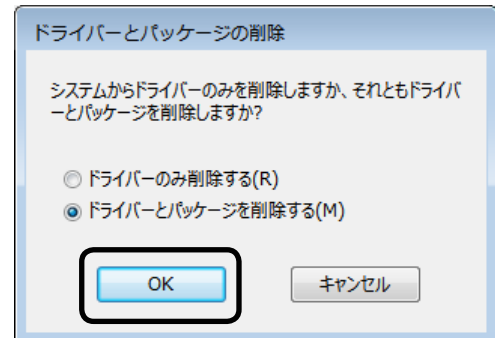 ドライバーとパッケージの削除
システムからドライバーのみを削除しますか、それともドライバ
ーとパッケージを削除しますか?
ドライバーのみ削除する(R)
ドライバーとパッケージを削除する(M)
OK キャンセル